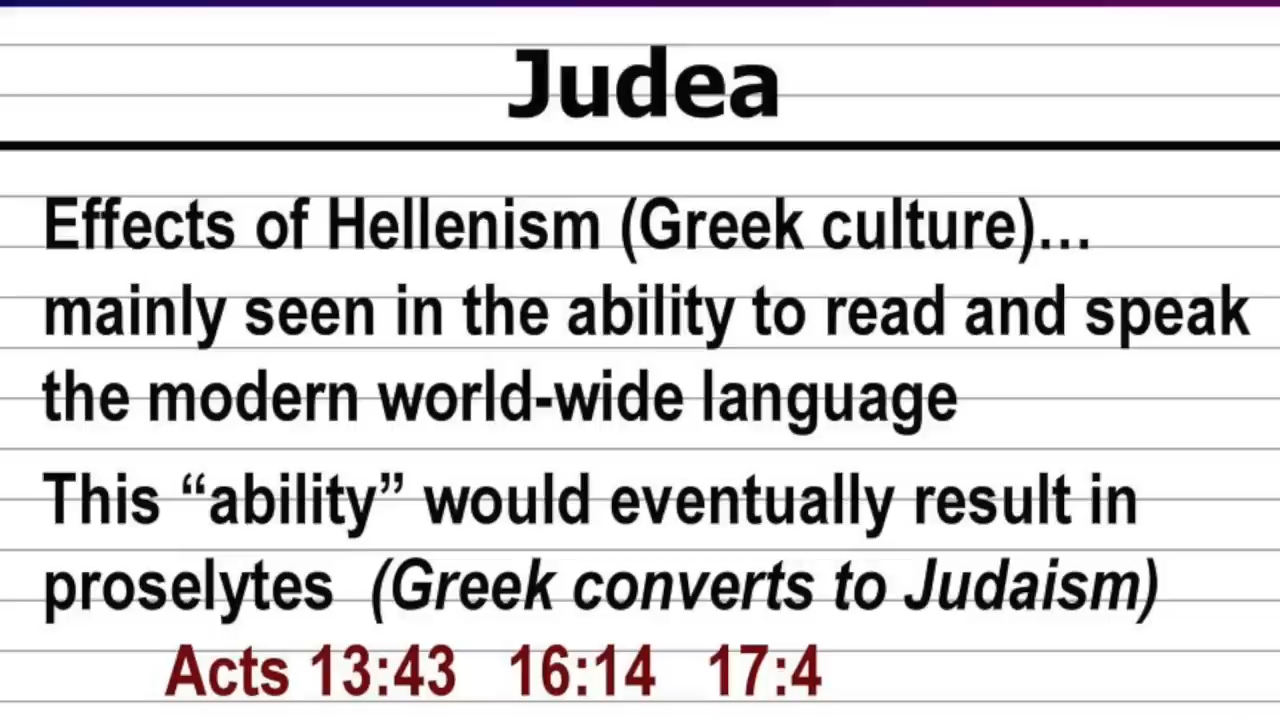 Judea
Effects of Hellenism (Greek culture)…
mainly seen in the ability to read and speak
the modern world-wide language
This “ability” would eventually result in
proselytes (Greek converts to Judaism)
Acts 13:43 16:14 17:4